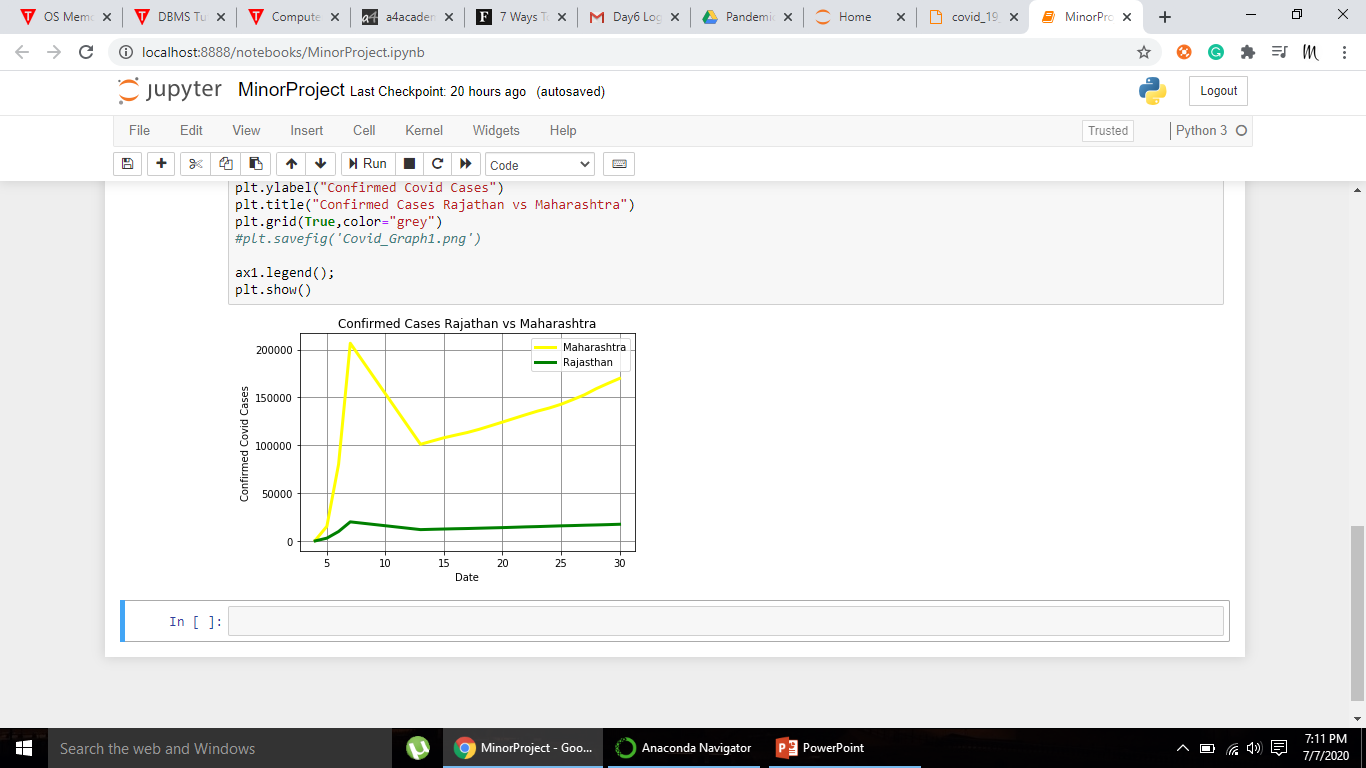 OS Memo
DBMS Tu
Compute
a4academ
7 Ways To
Day6 Log
Pandemic
Home
covid_19_
MinorPro
localhost:8888/notebooks/MinorProject.ipynb
jupyter MinorProject Last Checkpoint: 20 hours ago (autosaved)
Logout
File Edit View Insert Cell Kernel Widgets Help
Trusted
Python 3
Run
Code
plt.ylabel("Confirmed Covid Cases")
plt.title("Confirmed Cases Rajathan vs Maharashtra")
plt.grid(True,color="grey")
#plt.savefig('Covid_Graph1.png')
ax1.legend();
plt.show()
Confirmed Cases Rajathan vs Maharashtra
Maharashtra
Rajasthan
200000
150000
100000
50000
0
Confirmed Covid Cases
5 10 15 20 25 30
Date
In [ ]:
Search the web and Windows
MinorProject - Goo...
Anaconda Navigator
PowerPoint
7:11 PM
7/7/2020